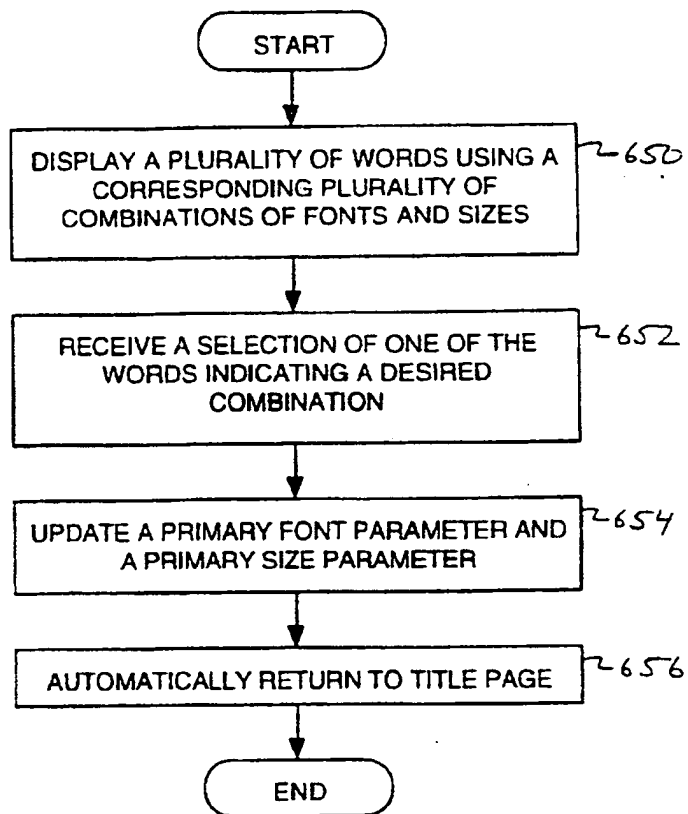 START
DISPLAY A PLURALITY OF WORDS USING A
650
CORRESPONDING PLURALITY OF
COMBINATIONS OF FONTS AND SIZES
RECEIVE A SELECTION OF ONE OF THE
652
WORDS INDICATING A DESIRED
COMBINATION
UPDATE A PRIMARY FONT PARAMETER AND
654
A PRIMARY SIZE PARAMETER
AUTOMATICALLY RETURN TO TITLE PAGE
656
END